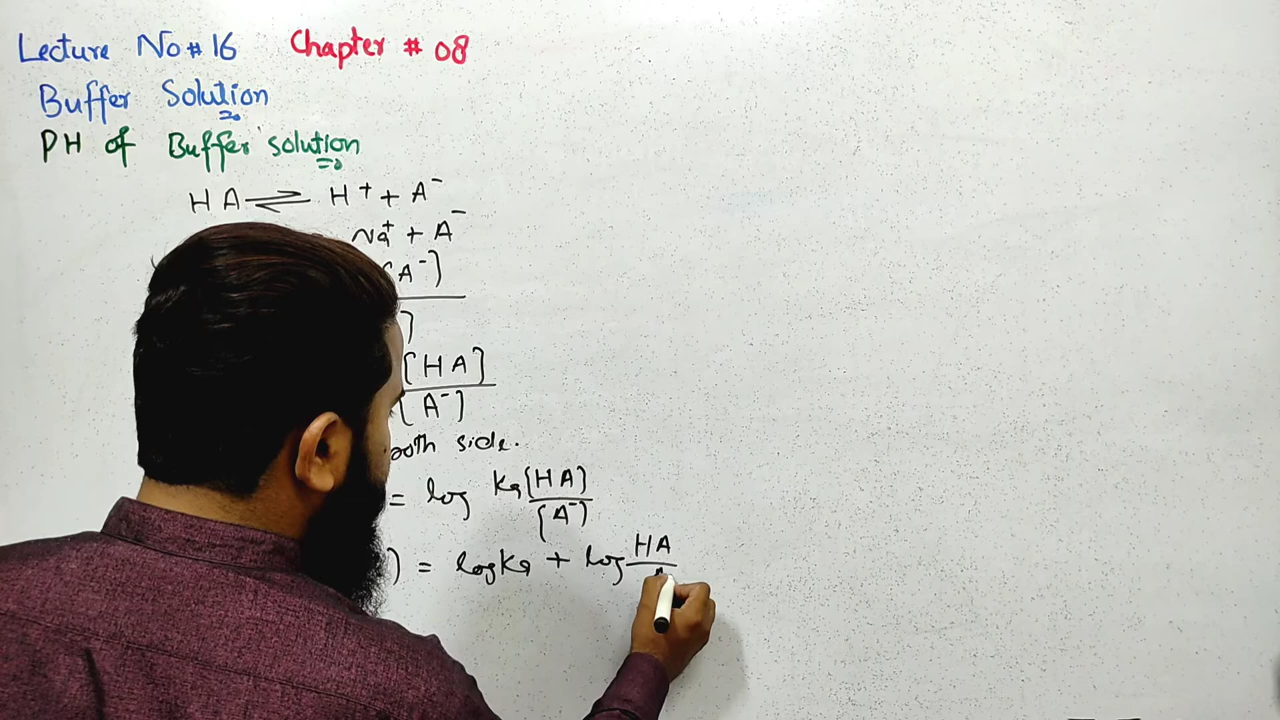 Lecture No # 16 Chapter # 08
Buffer Solution
PH of Buffer solution
HA ⇌ H⁺ + A⁻
Na⁺ + A⁻
[A⁻]
]
[HA]
[A⁻]
both side.
= log Ka[HA]
[A⁻]
) = log Ka + log HA